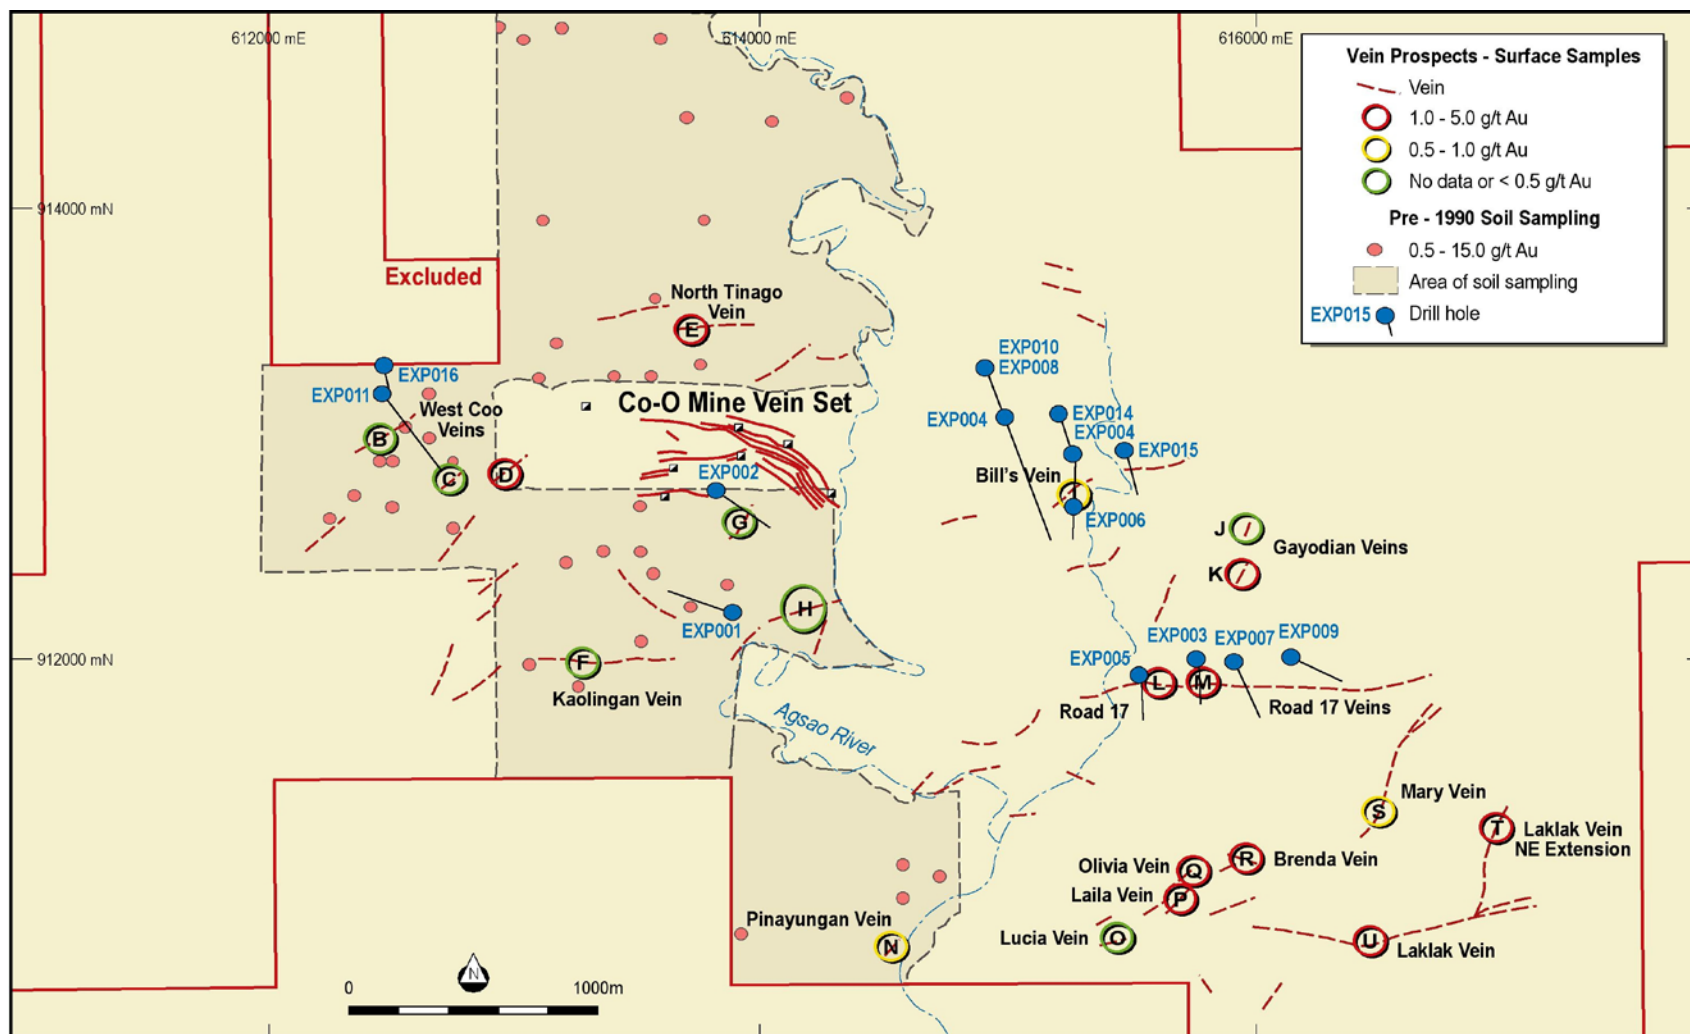 612000 mE
614000 mE
616000 mE
Vein Prospects - Surface Samples
Vein
1.0 - 5.0 g/t Au
0.5 - 1.0 g/t Au
No data or < 0.5 g/t Au
Pre - 1990 Soil Sampling
0.5 - 15.0 g/t Au
Area of soil sampling
EXP015
Drill hole
914000 mN
Excluded
North Tinago
Vein
E
EXP010
EXP008
EXP016
EXP011
West Coo
Veins
Co-O Mine Vein Set
EXP004
EXP014
EXP004
EXP015
B
C
D
EXP002
Bill's Vein
G
EXP006
J
Gayodian Veins
K
H
EXP001
912000 mN
F
Kaolingan Vein
EXP003
EXP007
EXP009
EXP005
L
M
Road 17
Road 17 Veins
Agsao River
Mary Vein
S
T
Laklak Vein
NE Extension
Olivia Vein
Q
R
Brenda Vein
Laila Vein
P
Pinayungan Vein
N
Lucia Vein
O
U
Laklak Vein
N
0
1000m